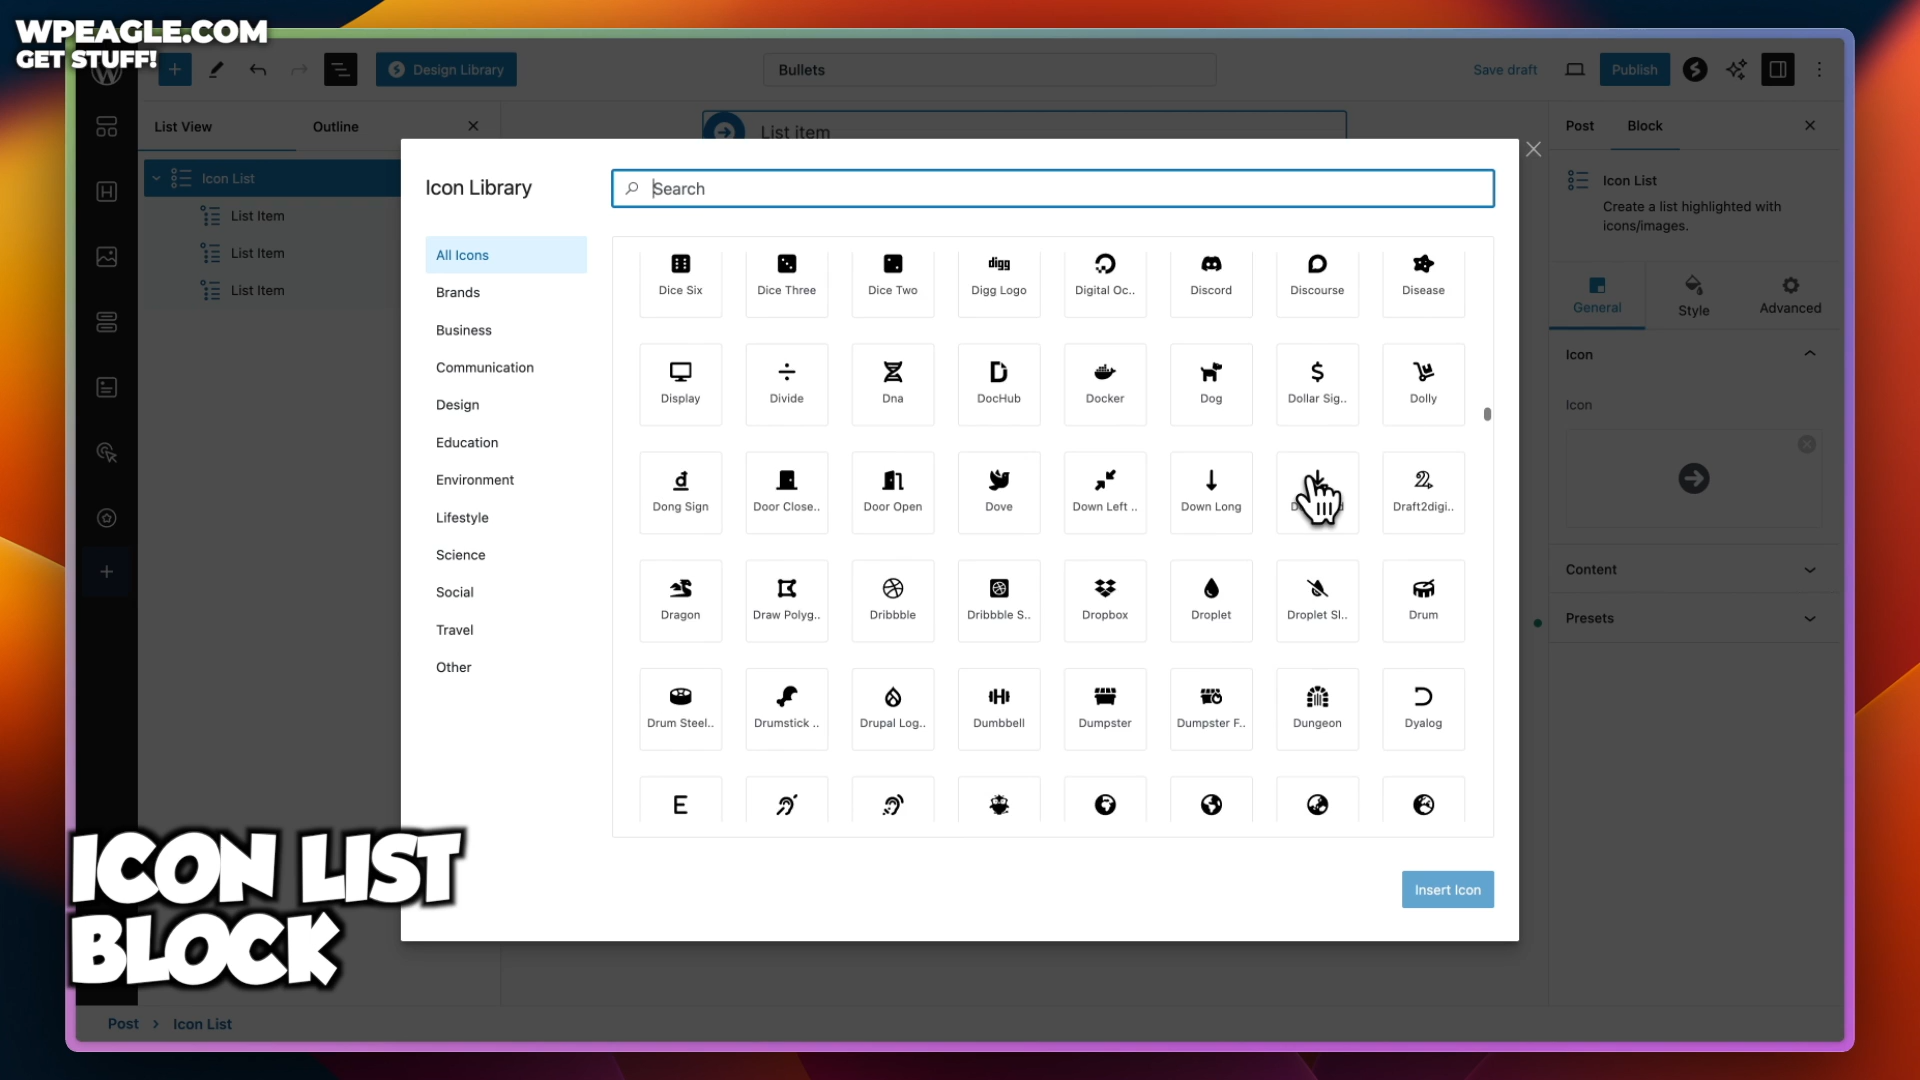 WPEAGLE.COM
GET STUFF!
Design Library
Bullets
Save draft
Publish
List View
Outline
List item
Post
Block
Icon List
List Item
List Item
List Item
Icon Library
Search
All Icons
Brands
Business
Communication
Design
Education
Environment
Lifestyle
Science
Social
Travel
Other
Dice Six
Dice Three
Dice Two
digg
Digg Logo
Digital Oc..
Discord
Discourse
Disease
Display
Divide
Dna
DocHub
Docker
Dog
Dollar Sig..
Dolly
Dong Sign
Door Close..
Door Open
Dove
Down Left ..
Down Long
Draft2digi..
Dragon
Draw Polyg..
Dribbble
Dribbble S..
Dropbox
Droplet
Droplet Sl..
Drum
Drum Steel..
Drumstick ..
Drupal Log..
Dumbbell
Dumpster
Dumpster F..
Dungeon
Dyalog
Insert Icon
Icon List
Create a list highlighted with
icons/images.
General
Style
Advanced
Icon
Icon
Content
Presets
ICON LIST
BLOCK
Post > Icon List